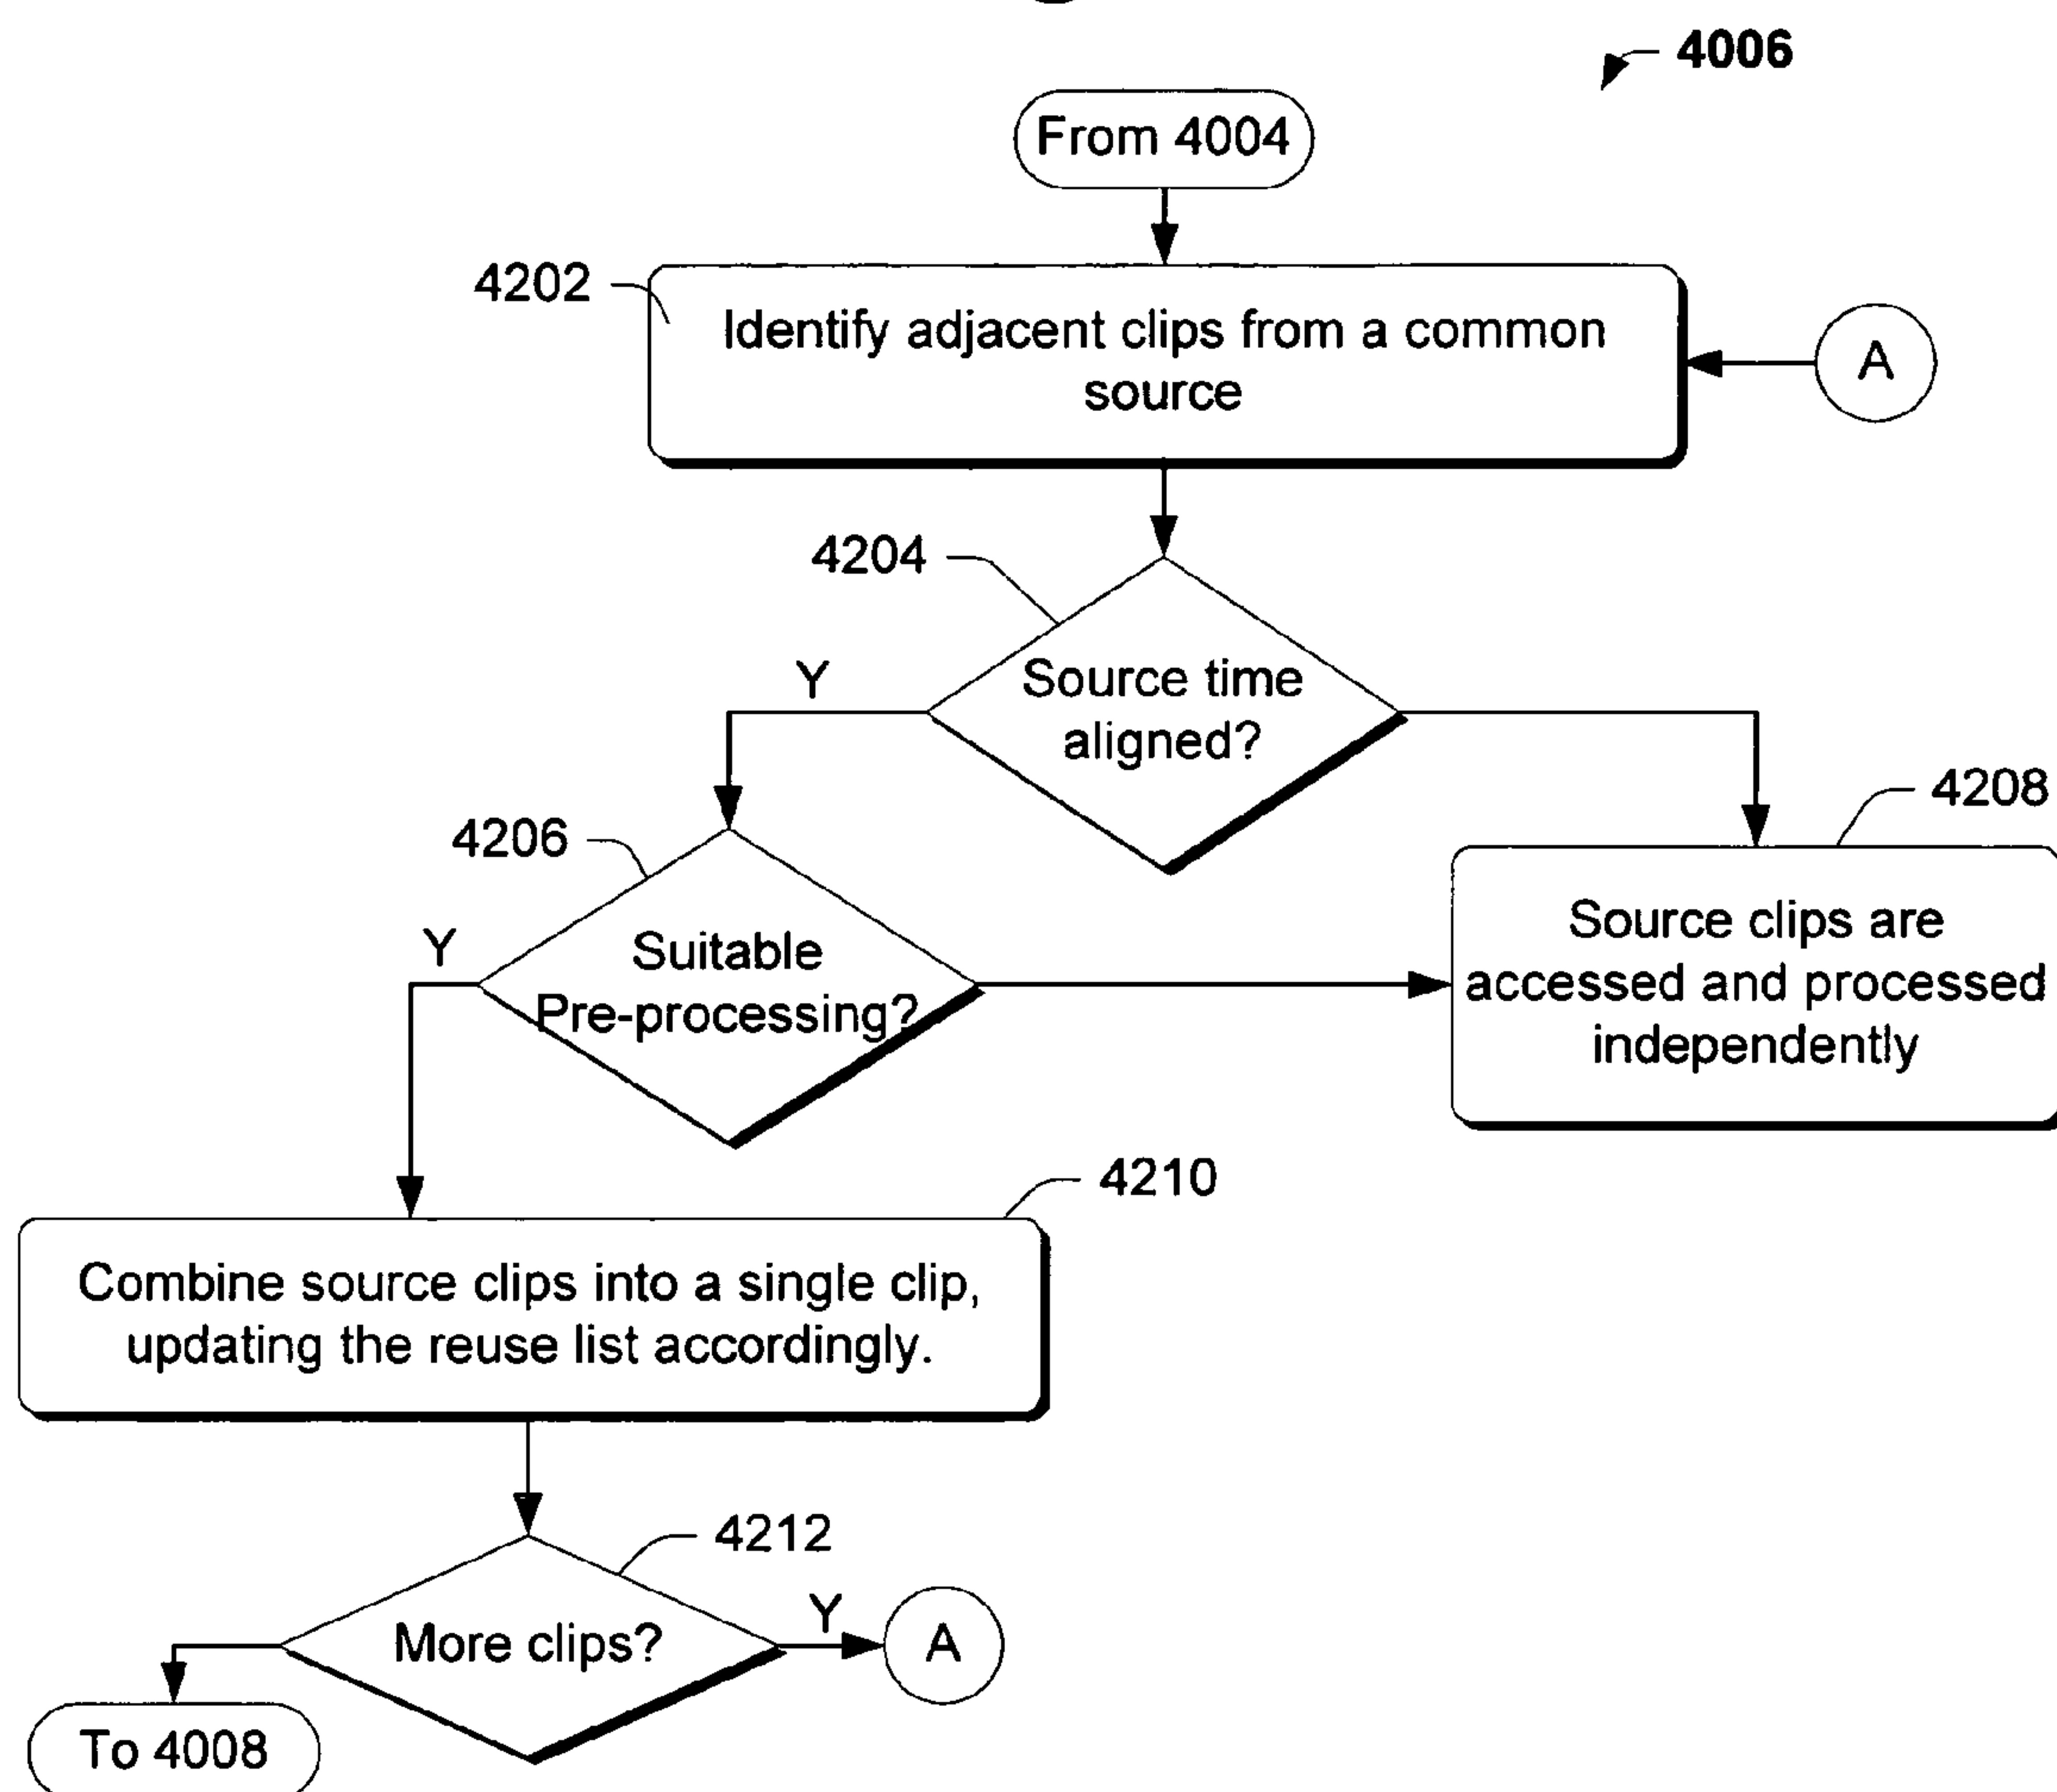 4006
From 4004
4202
Identify adjacent clips from a common
source
A
4204
Source time
aligned?
Y
4206
Suitable
Pre-processing?
Y
4208
Source clips are
accessed and processed
independently
4210
Combine source clips into a single clip,
updating the reuse list accordingly.
4212
More clips?
Y
A
To 4008